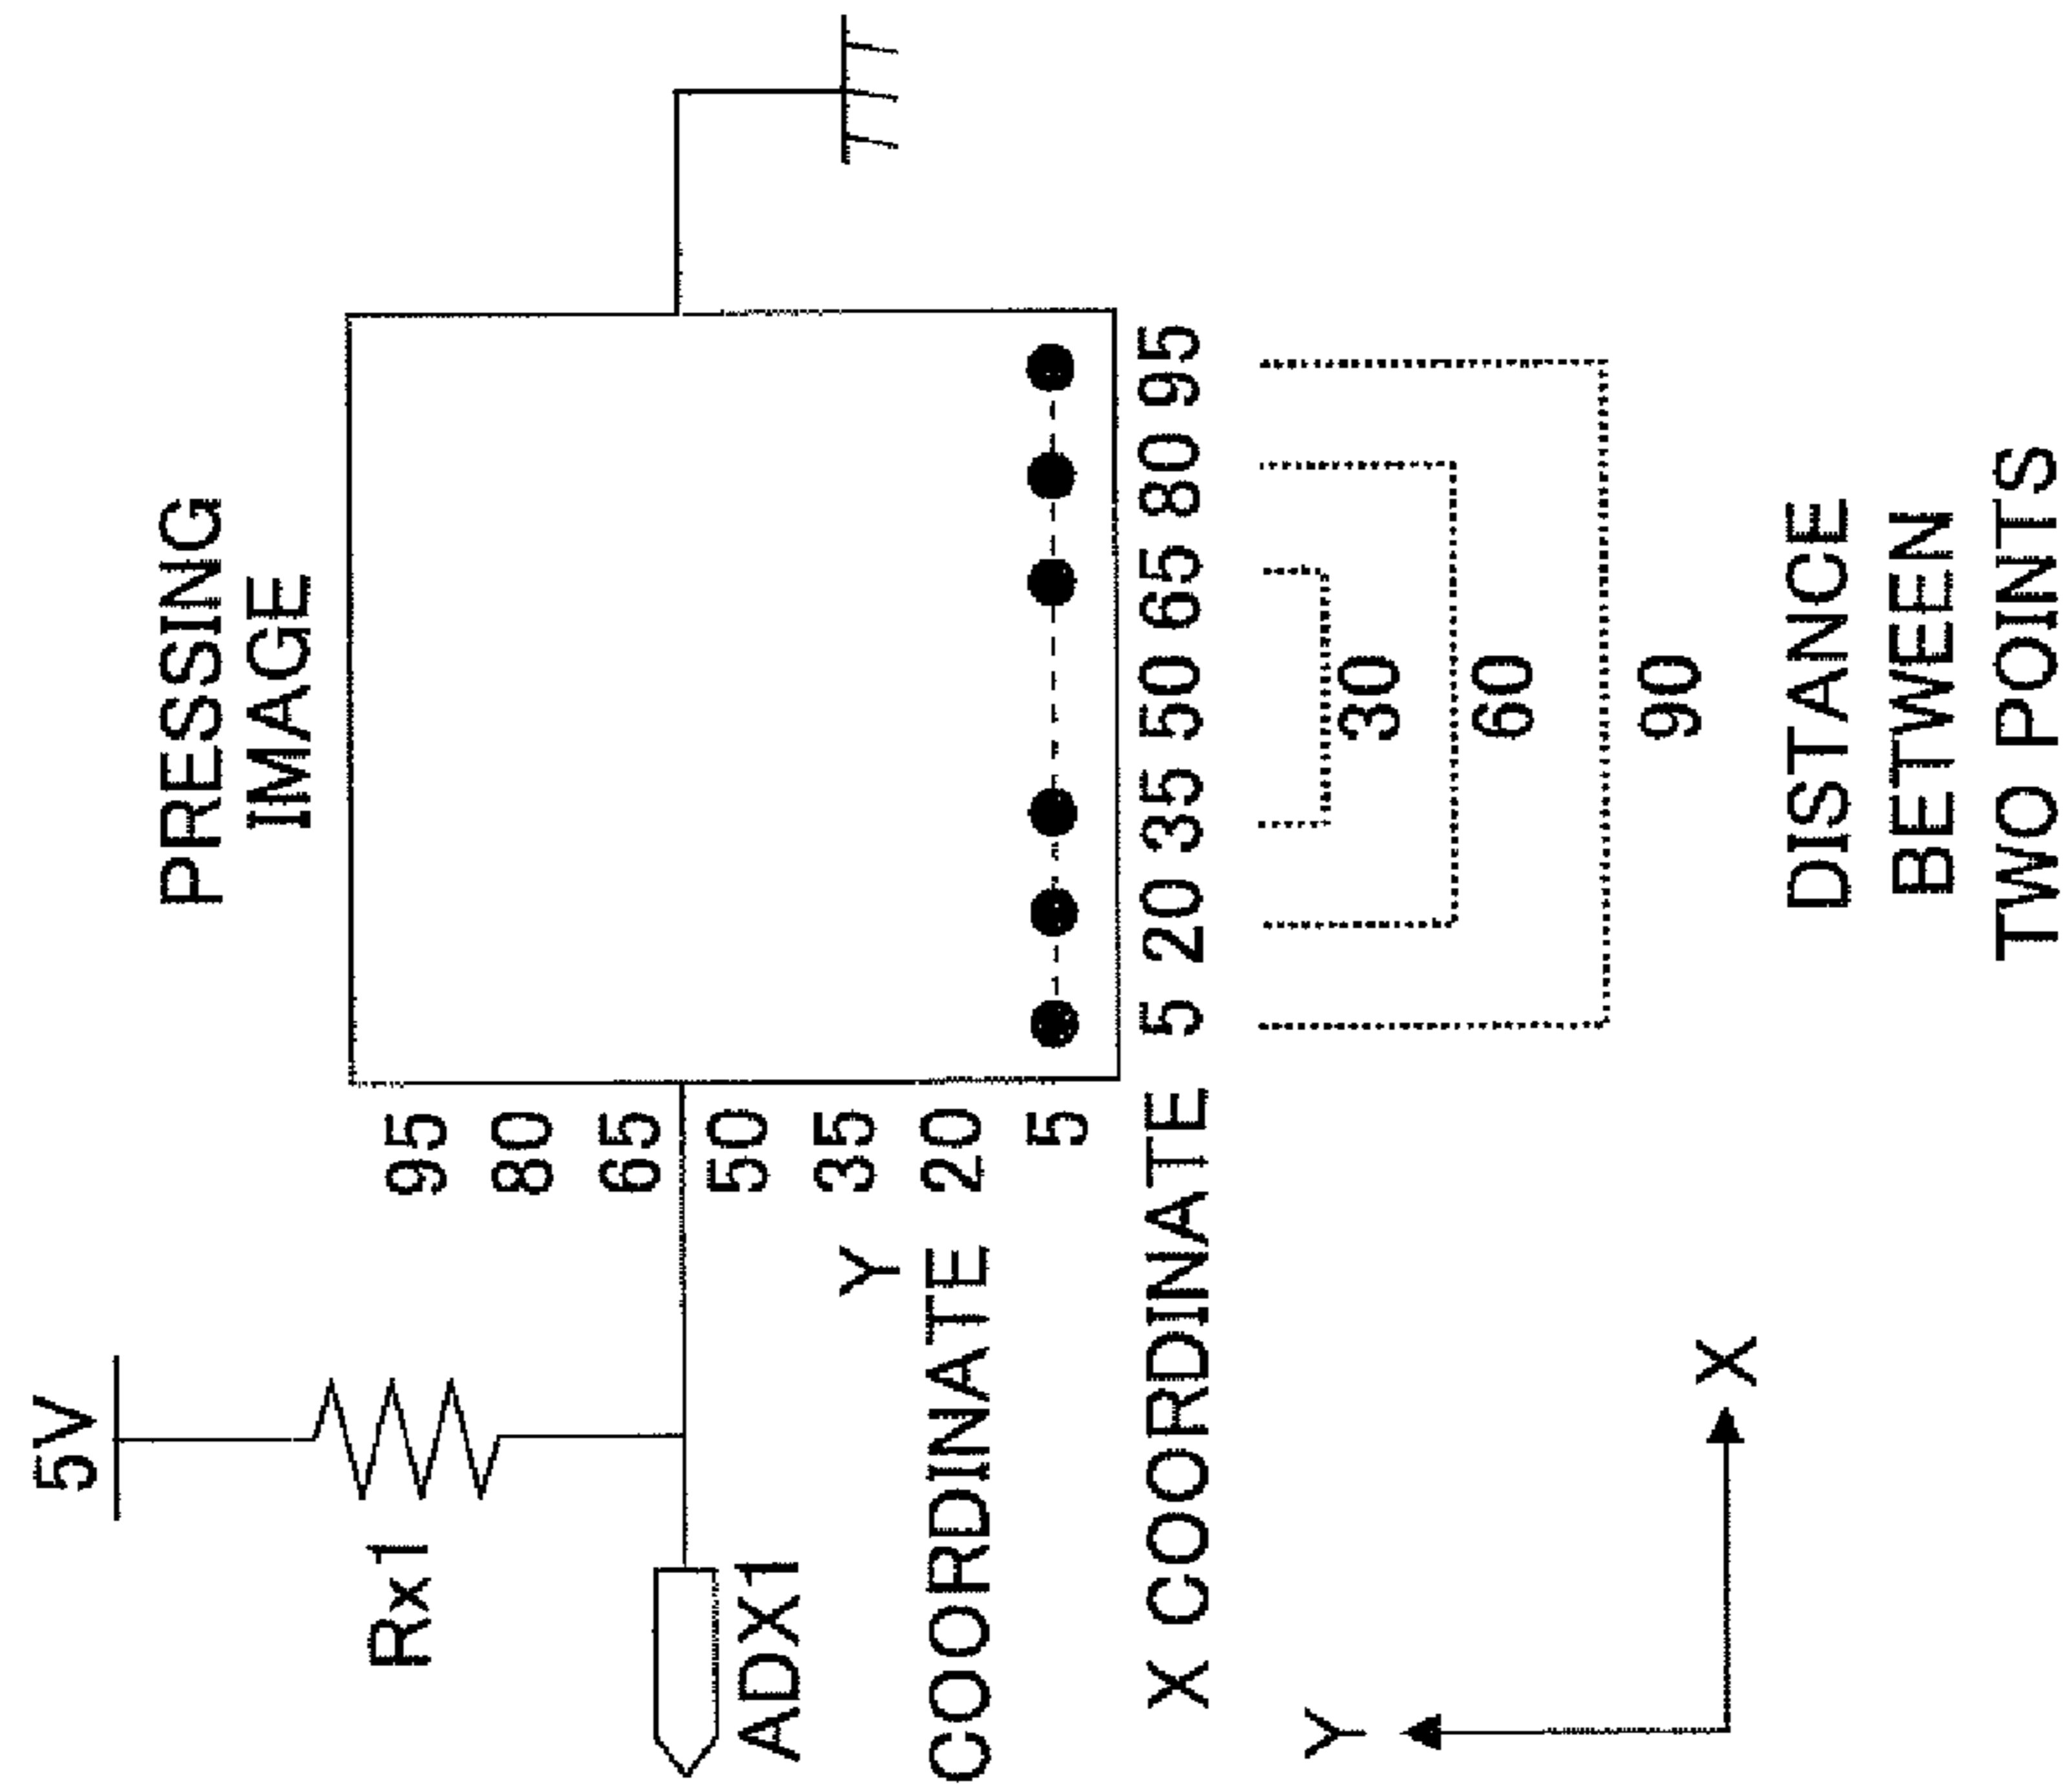 PRESSING
IMAGE
5V
Rx1
ADX1
95
80
65
50
35
20
5
Y
COORDINATE
X COORDINATE
5 20 35 50 65 80 95
30
60
90
DISTANCE
BETWEEN
TWO POINTS
Y
X